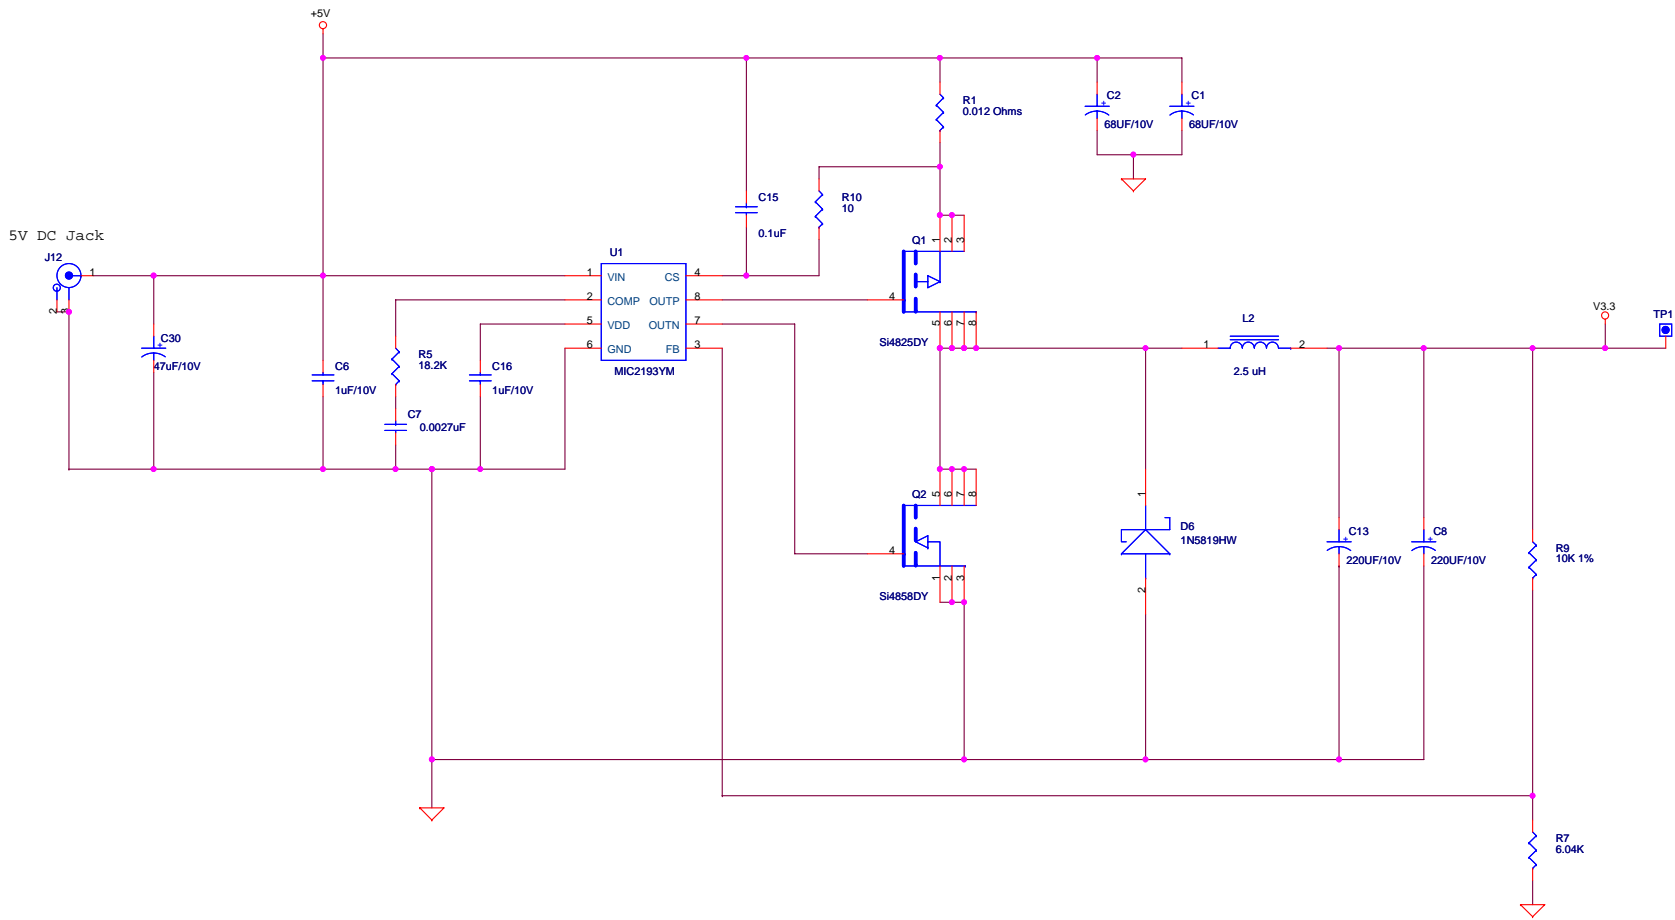 +5V
R1
0.012 Ohms
C2
68UF/10V
C1
68UF/10V
C15
0.1uF
R10
10
5V DC Jack
J12
1
2
3
C30
47uF/10V
C6
1uF/10V
R5
18.2K
C7
0.0027uF
C16
1uF/10V
U1
1 VIN CS 4
2 COMP OUTP 8
5 VDD OUTN 7
6 GND FB 3
MIC2193YM
Q1
1 2 3
4
5 6 7 8
Si4825DY
L2
1 2
2.5 uH
V3.3
TP1
Q2
5 6 7 8
4
1 2 3
Si4858DY
1
D6
1N5819HW
2
C13
220UF/10V
C8
220UF/10V
R9
10K 1%
R7
6.04K